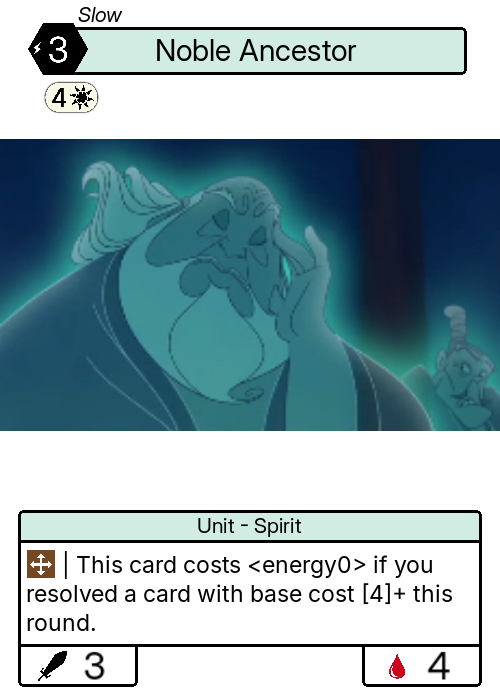 Slow
3
Noble Ancestor
4
Unit - Spirit
| This card costs <energy0> if you
resolved a card with base cost [4]+ this
round.
3
4